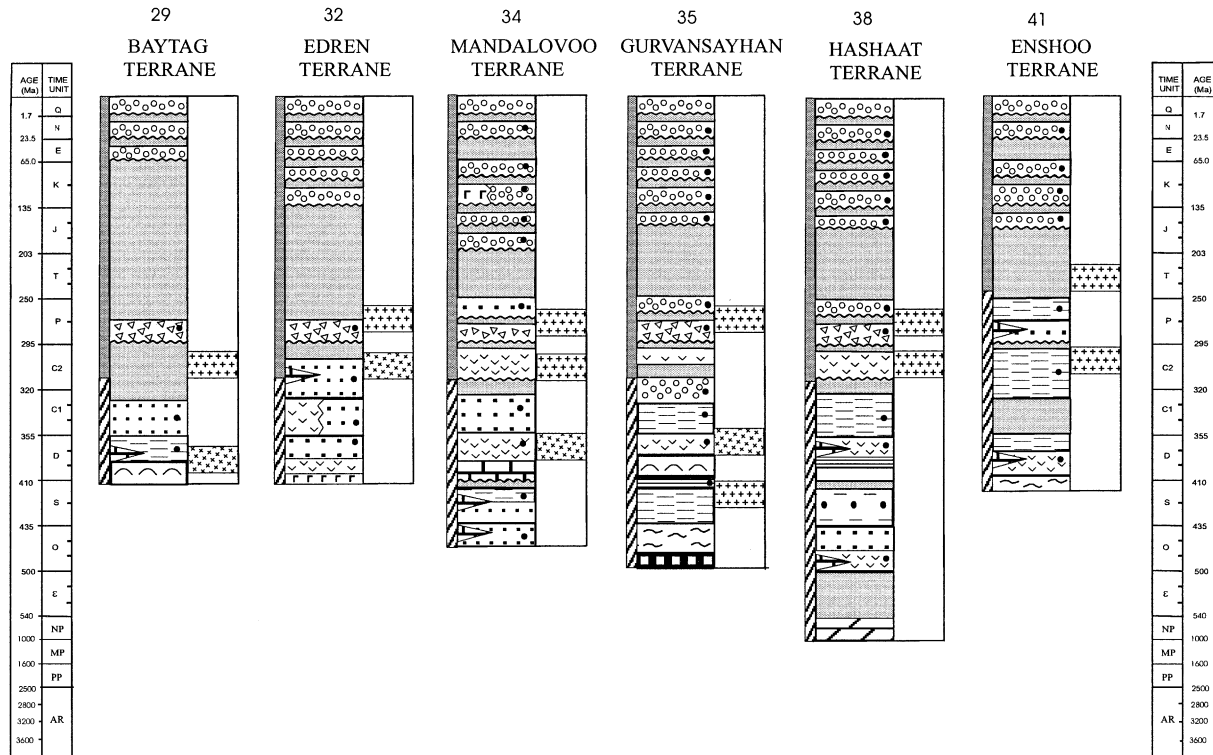 29
BAYTAG
TERRANE
32
EDREN
TERRANE
34
MANDALOVOO
TERRANE
35
GURVANSAYHAN
TERRANE
38
HASHAAT
TERRANE
41
ENSHOO
TERRANE
AGE (Ma) TIME UNIT
Q
1.7
N
23.5
E
65.0
K
135
J
203
T
250
P
295
C2
320
C1
355
D
410
S
435
O
500
Є
540
NP
1000
MP
1600
PP
2500
2800
AR
3200
3600
TIME UNIT AGE (Ma)
Q
1.7
N
23.5
E
65.0
K
135
J
203
T
250
P
295
C2
320
C1
355
D
410
S
435
O
500
Є
540
NP
1000
MP
1600
PP
2500
2800
AR
3200
3600